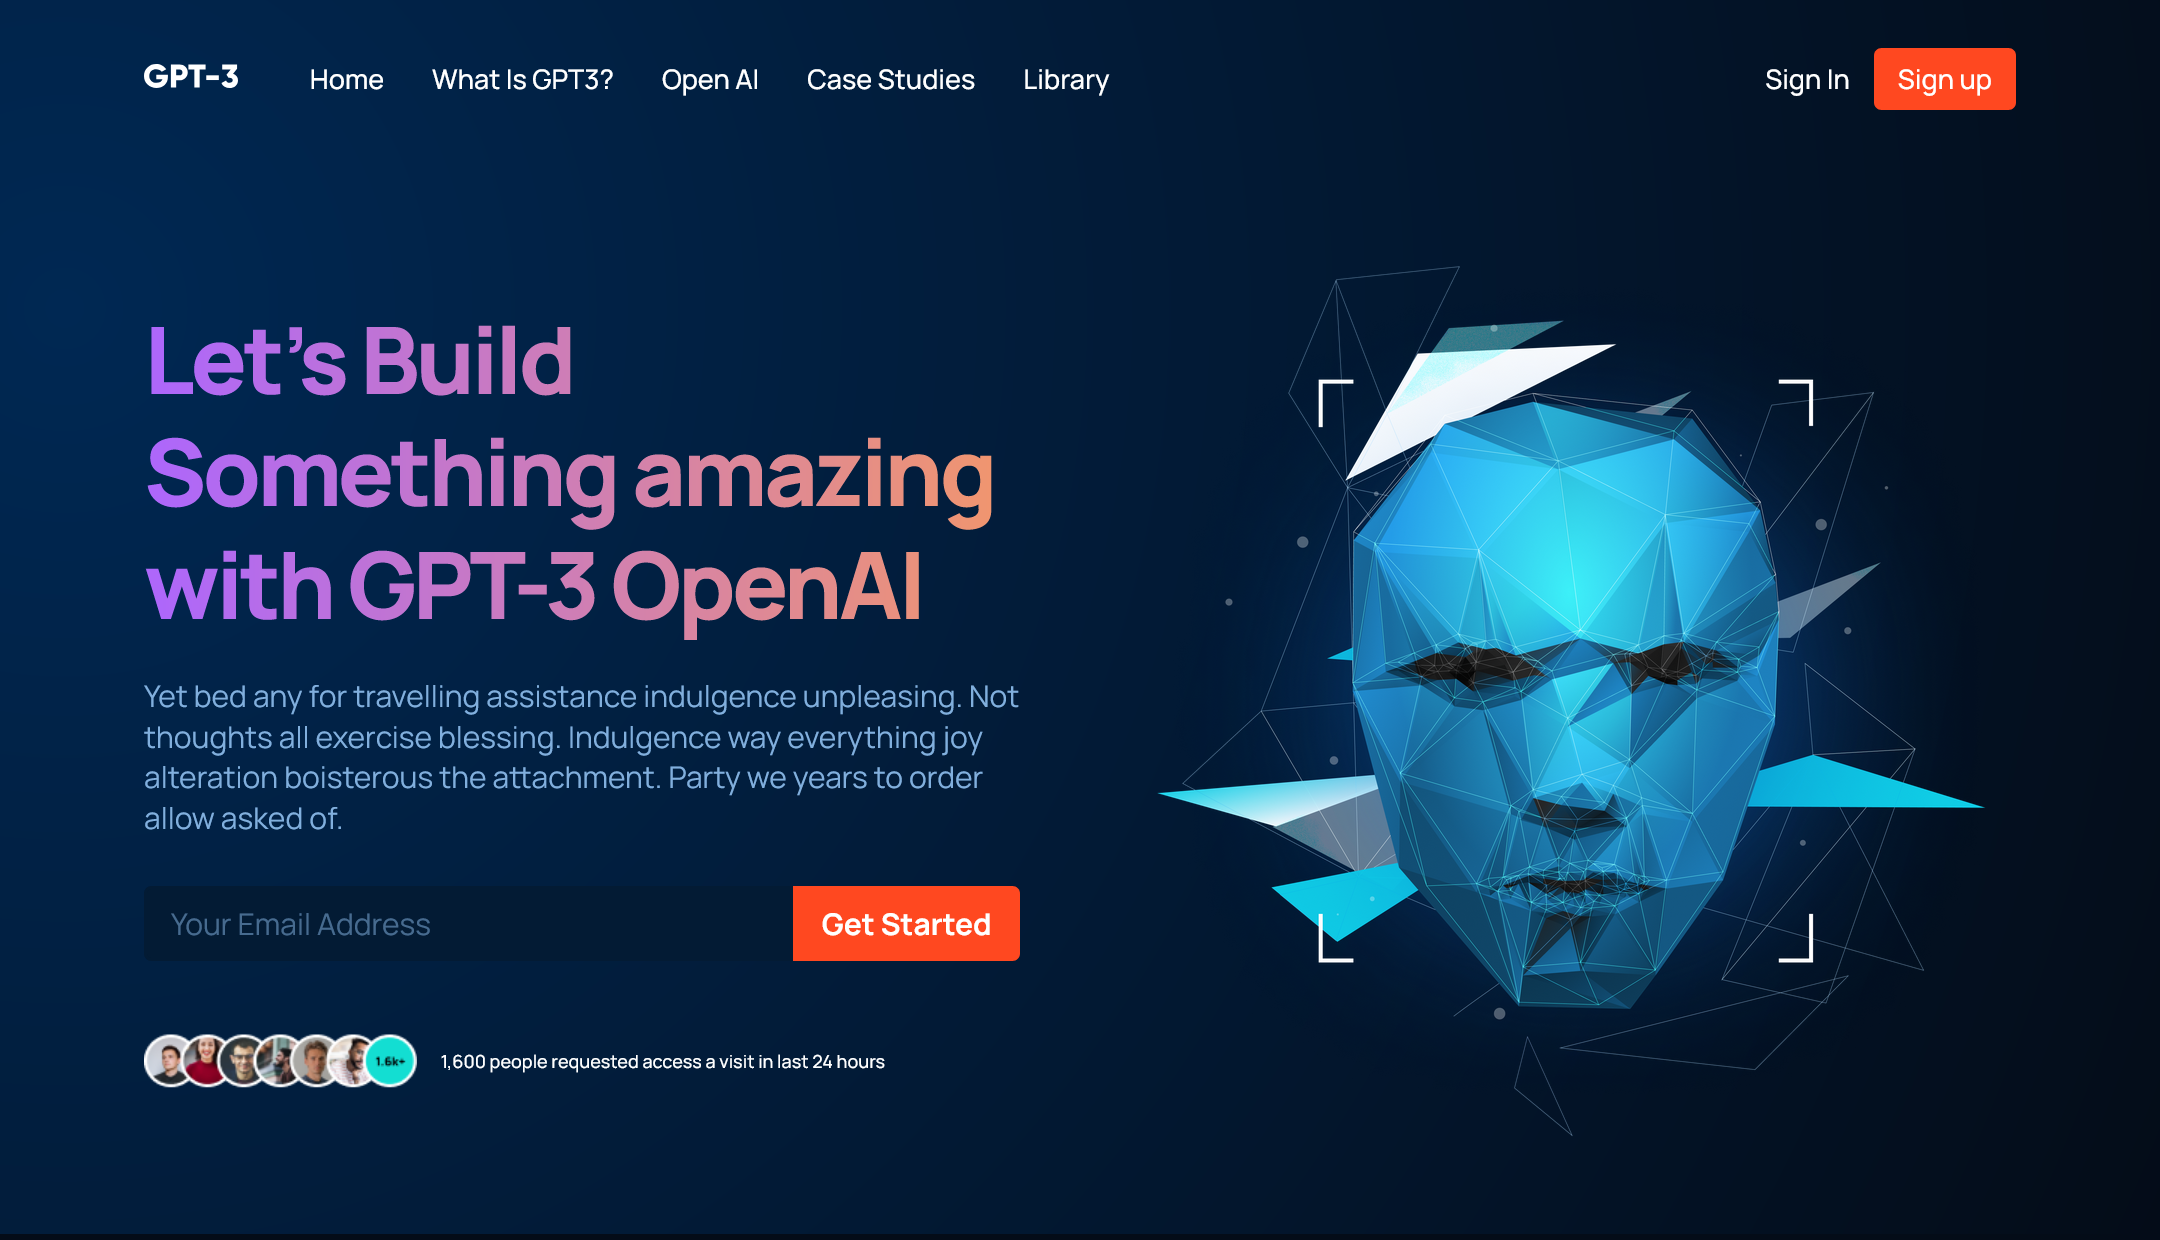 GPT-3
Home
What Is GPT3?
Open AI
Case Studies
Library
Sign In
Sign up
Let’s Build
Something amazing
with GPT-3 OpenAI
Yet bed any for travelling assistance indulgence unpleasing. Not
thoughts all exercise blessing. Indulgence way everything joy
alteration boisterous the attachment. Party we years to order
allow asked of.
Your Email Address
Get Started
1.6k+
1,600 people requested access a visit in last 24 hours